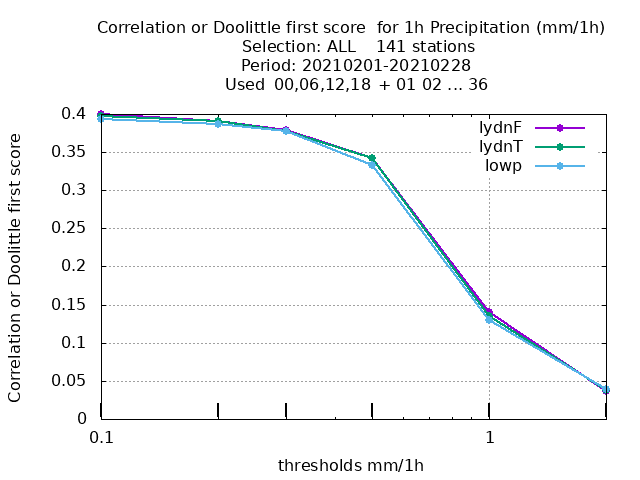 Correlation or Doolittle first score  for 1h Precipitation (mm/1h)
Selection: ALL    141 stations
Period: 20210201-20210228
Used  00,06,12,18 + 01 02 ... 36
Correlation or Doolittle first score
0.4
0.35
0.3
0.25
0.2
0.15
0.1
0.05
0
lydnF
lydnT
lowp
0.1
1
thresholds mm/1h